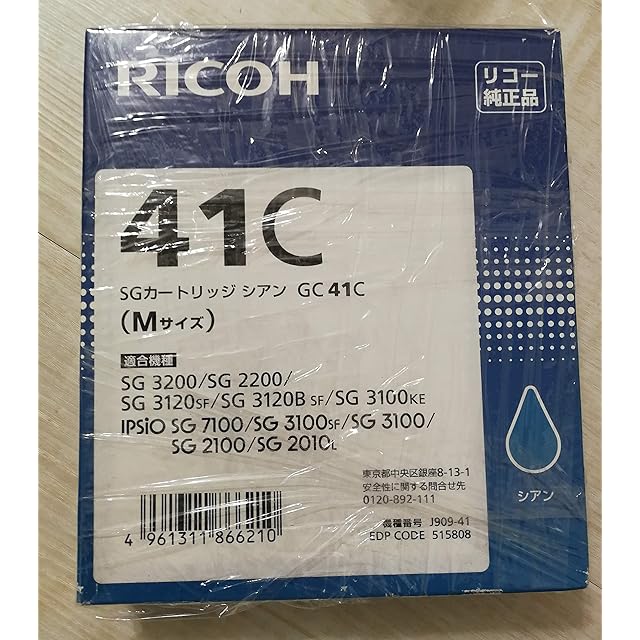 RICOH
リコー
純正品
41C
SGカートリッジ シアン GC 41C
(Mサイズ)
適合機種
SG 3200/SG 2200/
SG 3120SF/SG 3120B SF/SG 3100KE
IPSiO SG 7100/SG 3100SF/SG 3100/
SG 2100/SG 2010L
東京都中央区銀座8-13-1
安全性に関する問合せ先
0120-892-111
シアン
4 961311 866210
機種番号 J909-41
EDP CODE 515808